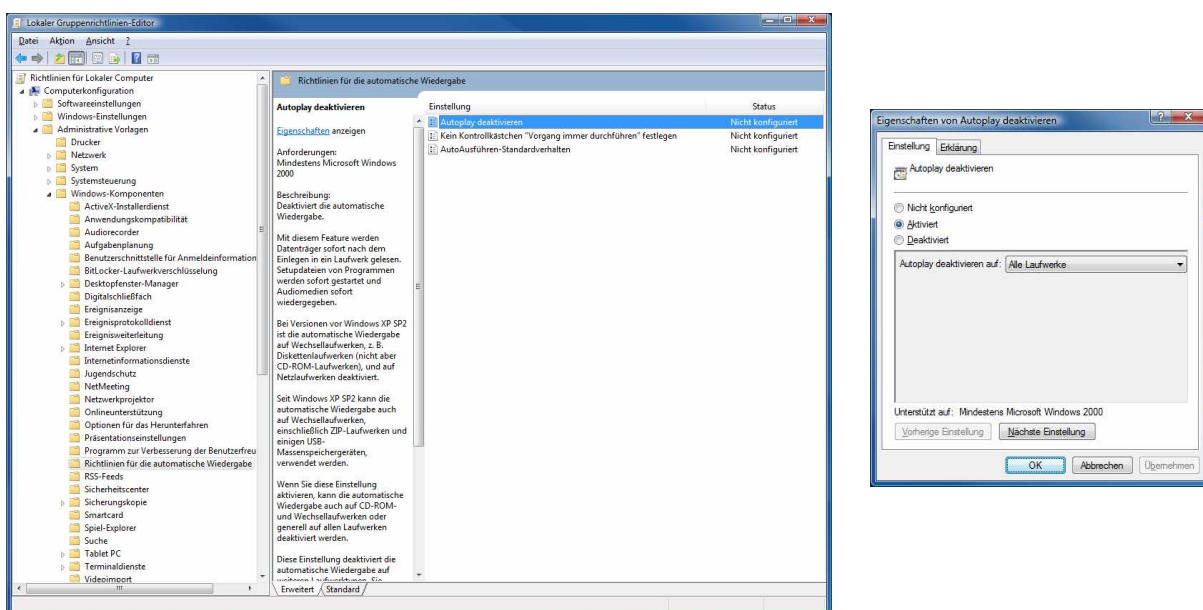 Lokaler Gruppenrichtlinien-Editor
Datei Aktion Ansicht ?
Richtlinien für Lokaler Computer
Computerkonfiguration
Softwareeinstellungen
Windows-Einstellungen
Administrative Vorlagen
Drucker
Netzwerk
System
Systemsteuerung
Windows-Komponenten
ActiveX-Installerdienst
Anwendungskompatibilität
Audiorecorder
Aufgabenplanung
Benutzerschnittstelle für Anmeldeinformation
BitLocker-Laufwerkverschlüsselung
Desktopfenster-Manager
Digitalschließfach
Ereignisanzeige
Ereignisprotokolldienst
Ereignisweiterleitung
Internet Explorer
Internetinformationsdienste
Jugendschutz
NetMeeting
Netzwerkprojektor
Onlineunterstützung
Optionen für das Herunterfahren
Präsentationseinstellungen
Programm zur Verbesserung der Benutzerfreu
Richtlinien für die automatische Wiedergabe
RSS-Feeds
Sicherheitscenter
Sicherungskopie
Smartcard
Spiel-Explorer
Suche
Tablet PC
Terminaldienste
Videoimport
Richtlinien für die automatische Wiedergabe
Autoplay deaktivieren
Eigenschaften anzeigen
Anforderungen:
Mindestens Microsoft Windows
2000
Beschreibung:
Deaktiviert die automatische
Wiedergabe.
Mit diesem Feature werden
Datenträger sofort nach dem
Einlegen in ein Laufwerk gelesen.
Setupdateien von Programmen
werden sofort gestartet und
Audiomedien sofort
wiedergegeben.
Bei Versionen vor Windows XP SP2
ist die automatische Wiedergabe
auf Wechsellaufwerken, z. B.
Diskettenlaufwerken (nicht aber
CD-ROM-Laufwerken), und auf
Netzlaufwerken deaktiviert.
Seit Windows XP SP2 kann die
automatische Wiedergabe auch
auf Wechsellaufwerken,
einschließlich ZIP-Laufwerken und
einigen USB-
Massenspeichergeräten,
verwendet werden.
Wenn Sie diese Einstellung
aktivieren, kann die automatische
Wiedergabe auch auf CD-ROM-
und Wechsellaufwerken oder
generell auf allen Laufwerken
deaktiviert werden.
Diese Einstellung deaktiviert die
automatische Wiedergabe auf
weiteren Laufwerktypen. Sie
Einstellung Status
Autoplay deaktivieren Nicht konfiguriert
Kein Kontrollkästchen "Vorgang immer durchführen" festlegen Nicht konfiguriert
AutoAusführen-Standardverhalten Nicht konfiguriert
Erweitert Standard
Eigenschaften von Autoplay deaktivieren
Einstellung Erklärung
Autoplay deaktivieren
Nicht konfiguriert
Aktiviert
Deaktiviert
Autoplay deaktivieren auf: Alle Laufwerke
Unterstützt auf: Mindestens Microsoft Windows 2000
Vorherige Einstellung Nächste Einstellung
OK Abbrechen Übernehmen